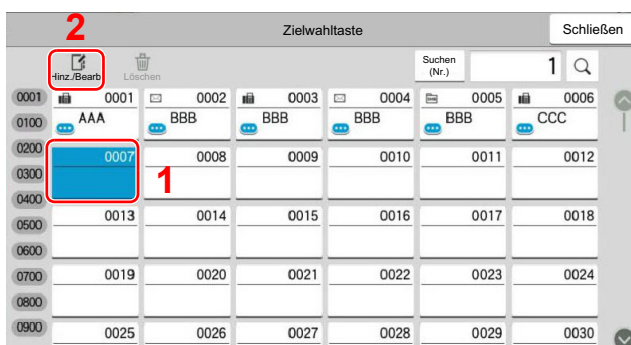 2
Zielwahltaste
Schließen
Hinz./Bearb
Löschen
Suchen
(Nr.)
1
0001
0100
0200
0300
0400
0500
0600
0700
0800
0900
0001 0002 0003 0004 0005 0006
AAA BBB BBB BBB BBB CCC
0007 0008 0009 0010 0011 0012
1
0013 0014 0015 0016 0017 0018
0019 0020 0021 0022 0023 0024
0025 0026 0027 0028 0029 0030